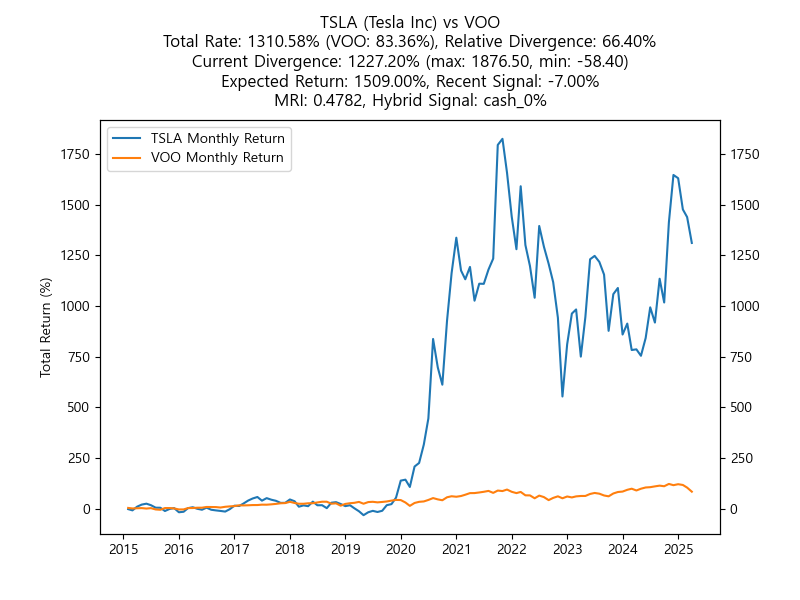 TSLA (Tesla Inc) vs VOO
Total Rate: 1310.58% (VOO: 83.36%), Relative Divergence: 66.40%
Current Divergence: 1227.20% (max: 1876.50, min: -58.40)
Expected Return: 1509.00%, Recent Signal: -7.00%
MRI: 0.4782, Hybrid Signal: cash_0%
TSLA Monthly Return
VOO Monthly Return
Total Return (%)
1750 1750
1500 1500
1250 1250
1000 1000
750 750
500 500
250 250
0 0
2015 2016 2017 2018 2019 2020 2021 2022 2023 2024 2025